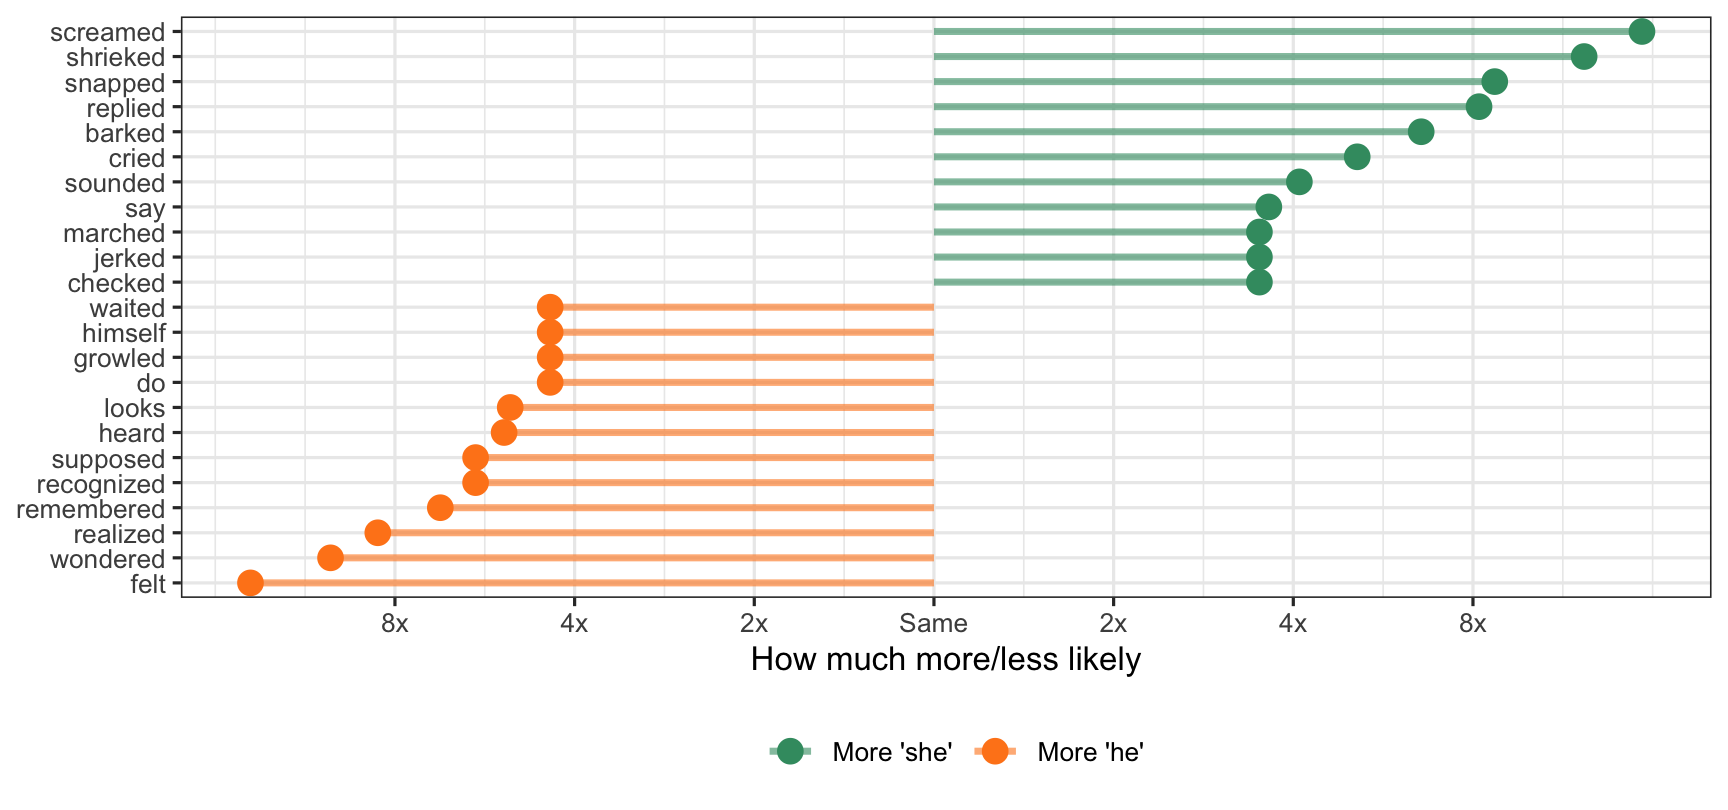 screamed
shrieked
snapped
replied
barked
cried
sounded
say
marched
jerked
checked
waited
himself
growled
do
looks
heard
supposed
recognized
remembered
realized
wondered
felt
8x 4x 2x Same 2x 4x 8x
How much more/less likely
More 'she' More 'he'